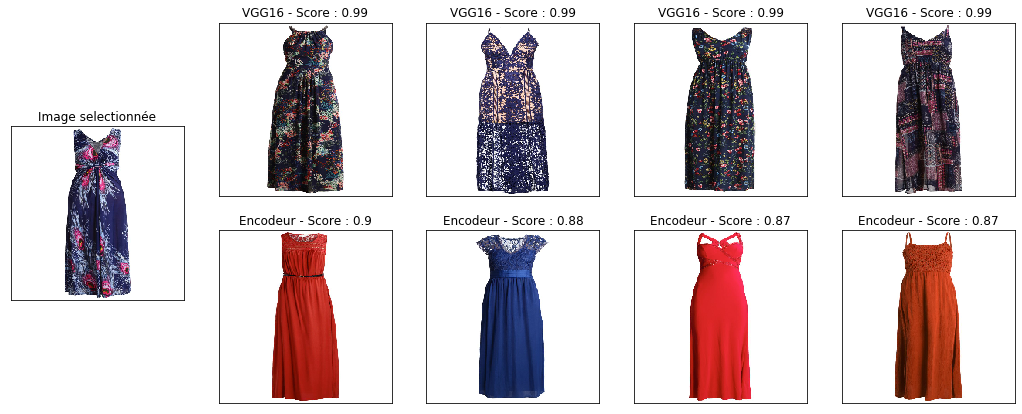 VGG16 - Score : 0.99
VGG16 - Score : 0.99
VGG16 - Score : 0.99
VGG16 - Score : 0.99
Image selectionnée
Encodeur - Score : 0.9
Encodeur - Score : 0.88
Encodeur - Score : 0.87
Encodeur - Score : 0.87